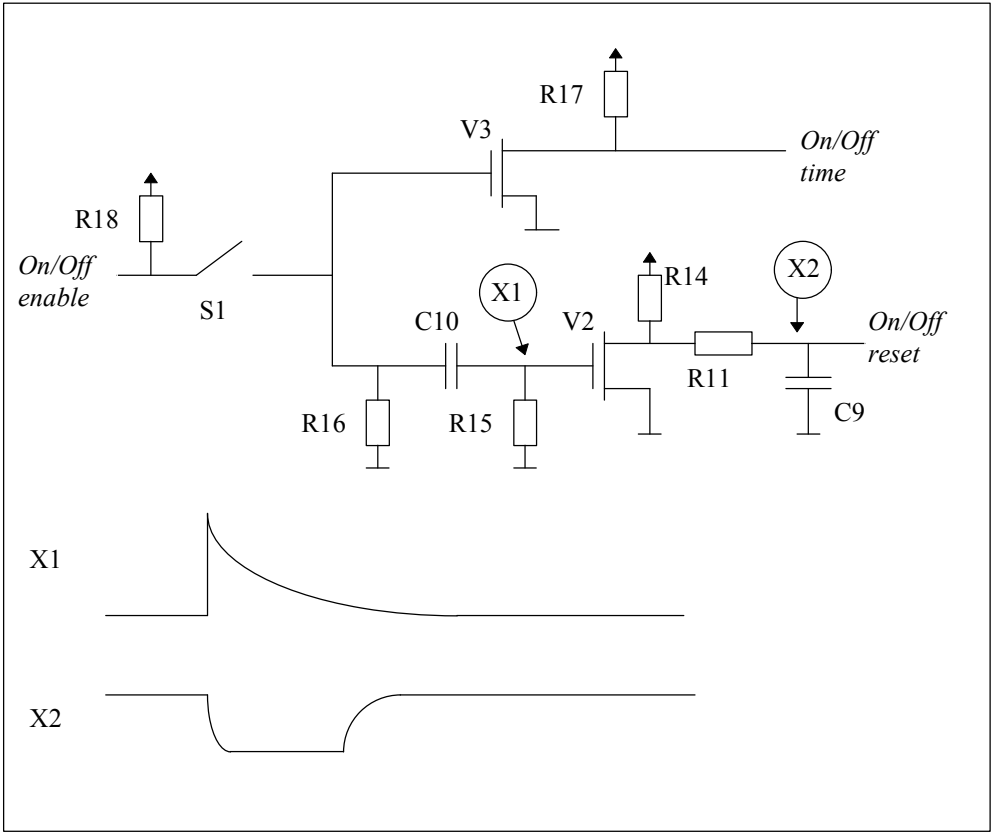 R17
V3
On/Off
time
R18
On/Off
enable
S1
X1
X2
R14
C10
V2
On/Off
reset
R11
C9
R16
R15
X1
X2